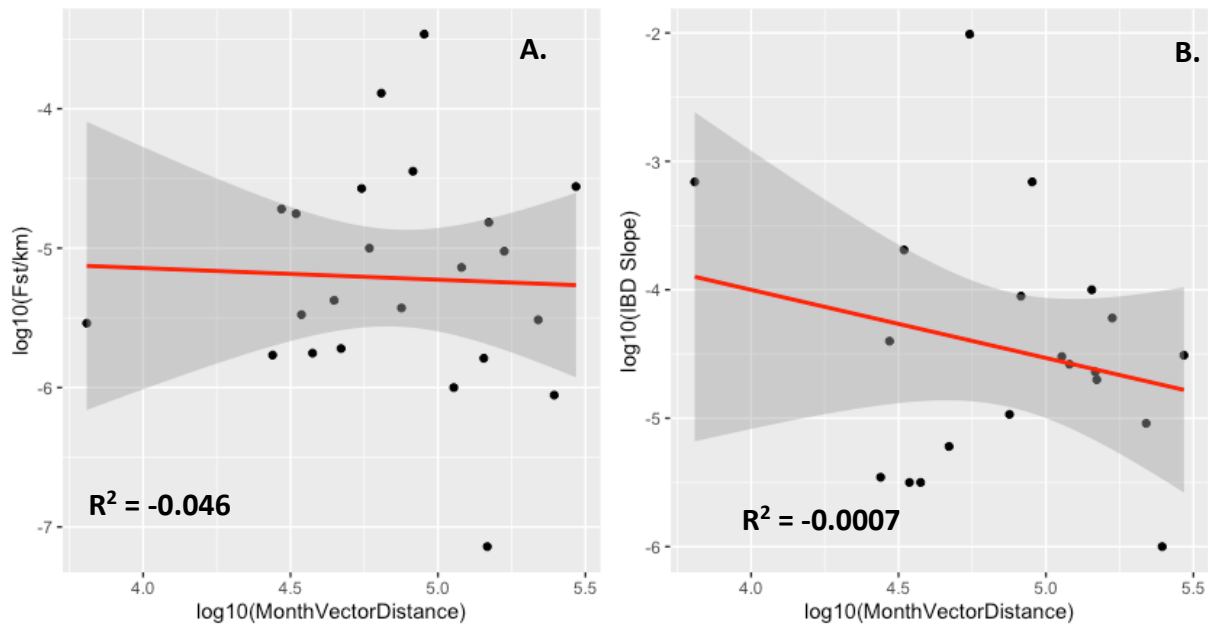 A.
-4
-5
-6
-7
log10(Fst/km)
R² = -0.046
4.0 4.5 5.0 5.5
log10(MonthVectorDistance)
B.
-2
-3
-4
-5
-6
log10(IBD Slope)
R² = -0.0007
4.0 4.5 5.0 5.5
log10(MonthVectorDistance)